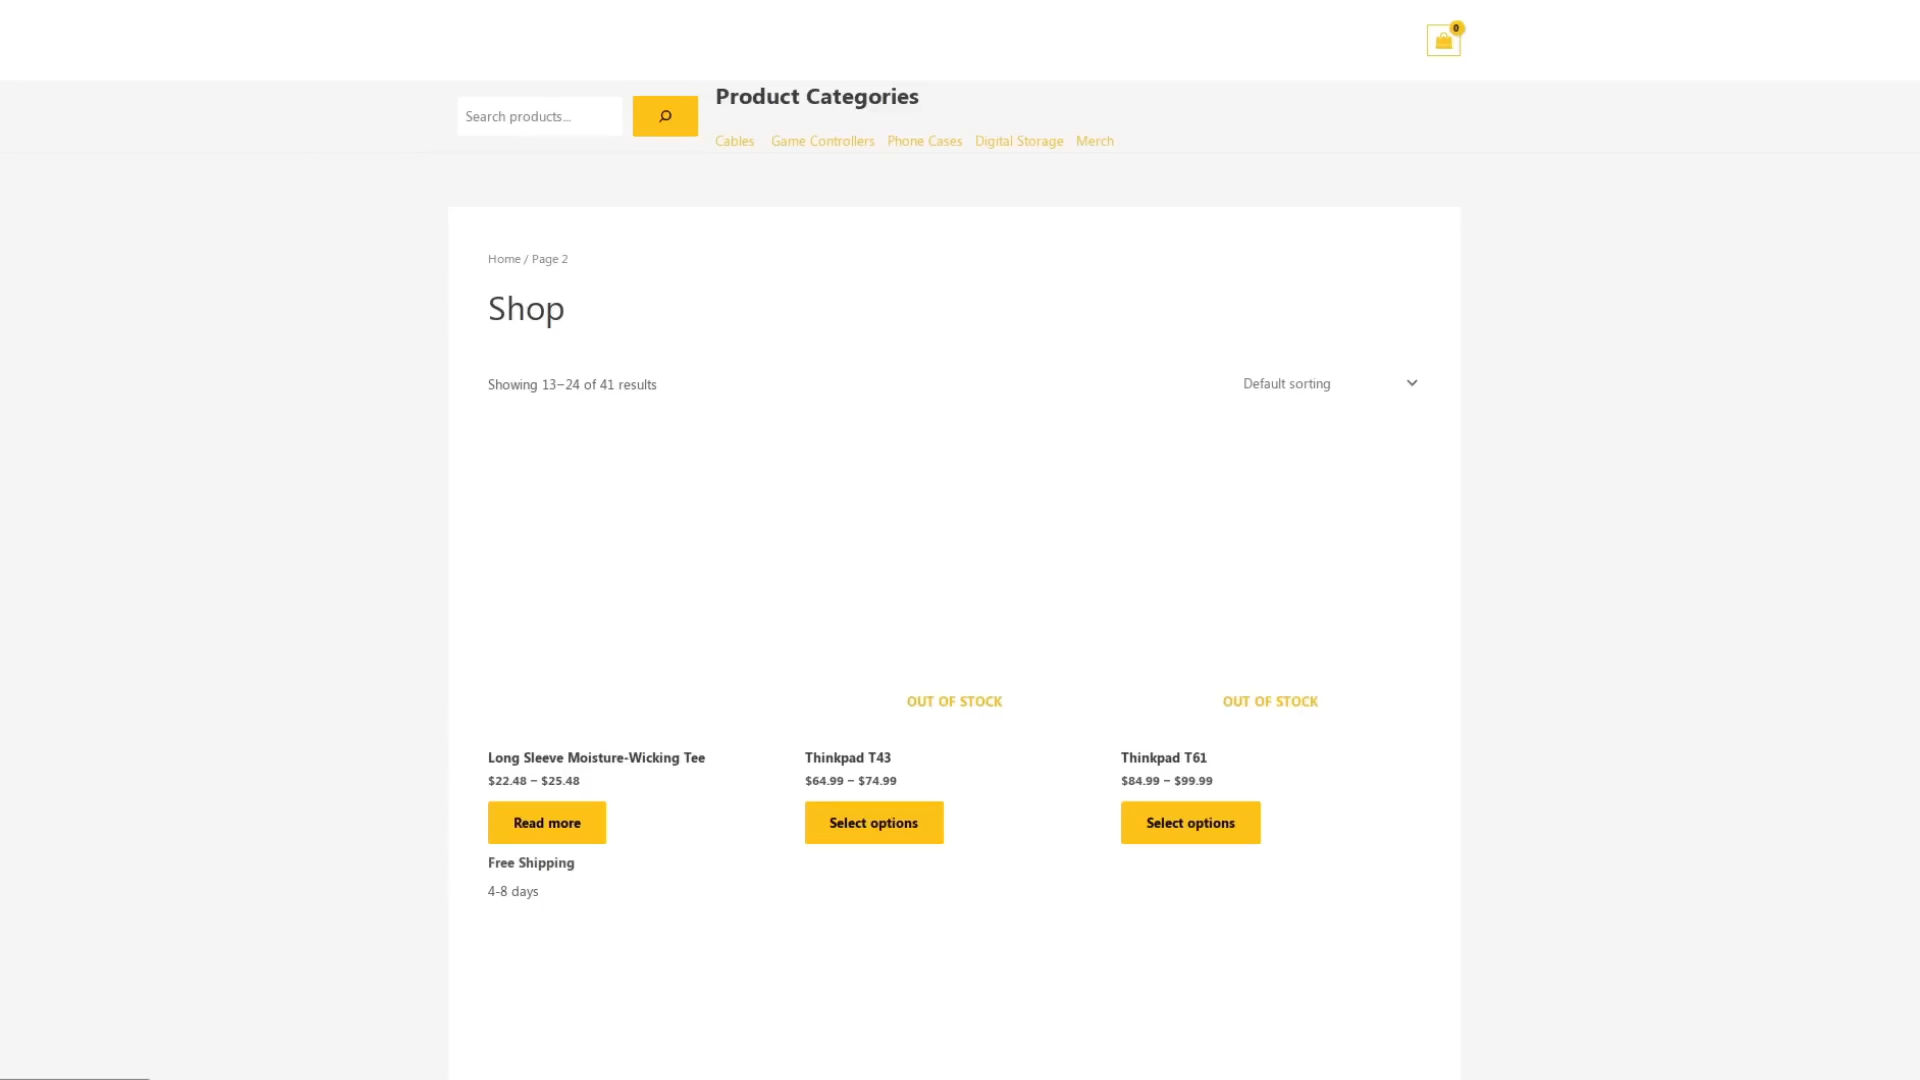 0
Search products...
Product Categories
Cables Game Controllers Phone Cases Digital Storage Merch
Home / Page 2
Shop
Showing 13–24 of 41 results
Default sorting
OUT OF STOCK
OUT OF STOCK
Long Sleeve Moisture-Wicking Tee
$22.48 – $25.48
Read more
Free Shipping
4-8 days
Thinkpad T43
$64.99 – $74.99
Select options
Thinkpad T61
$84.99 – $99.99
Select options